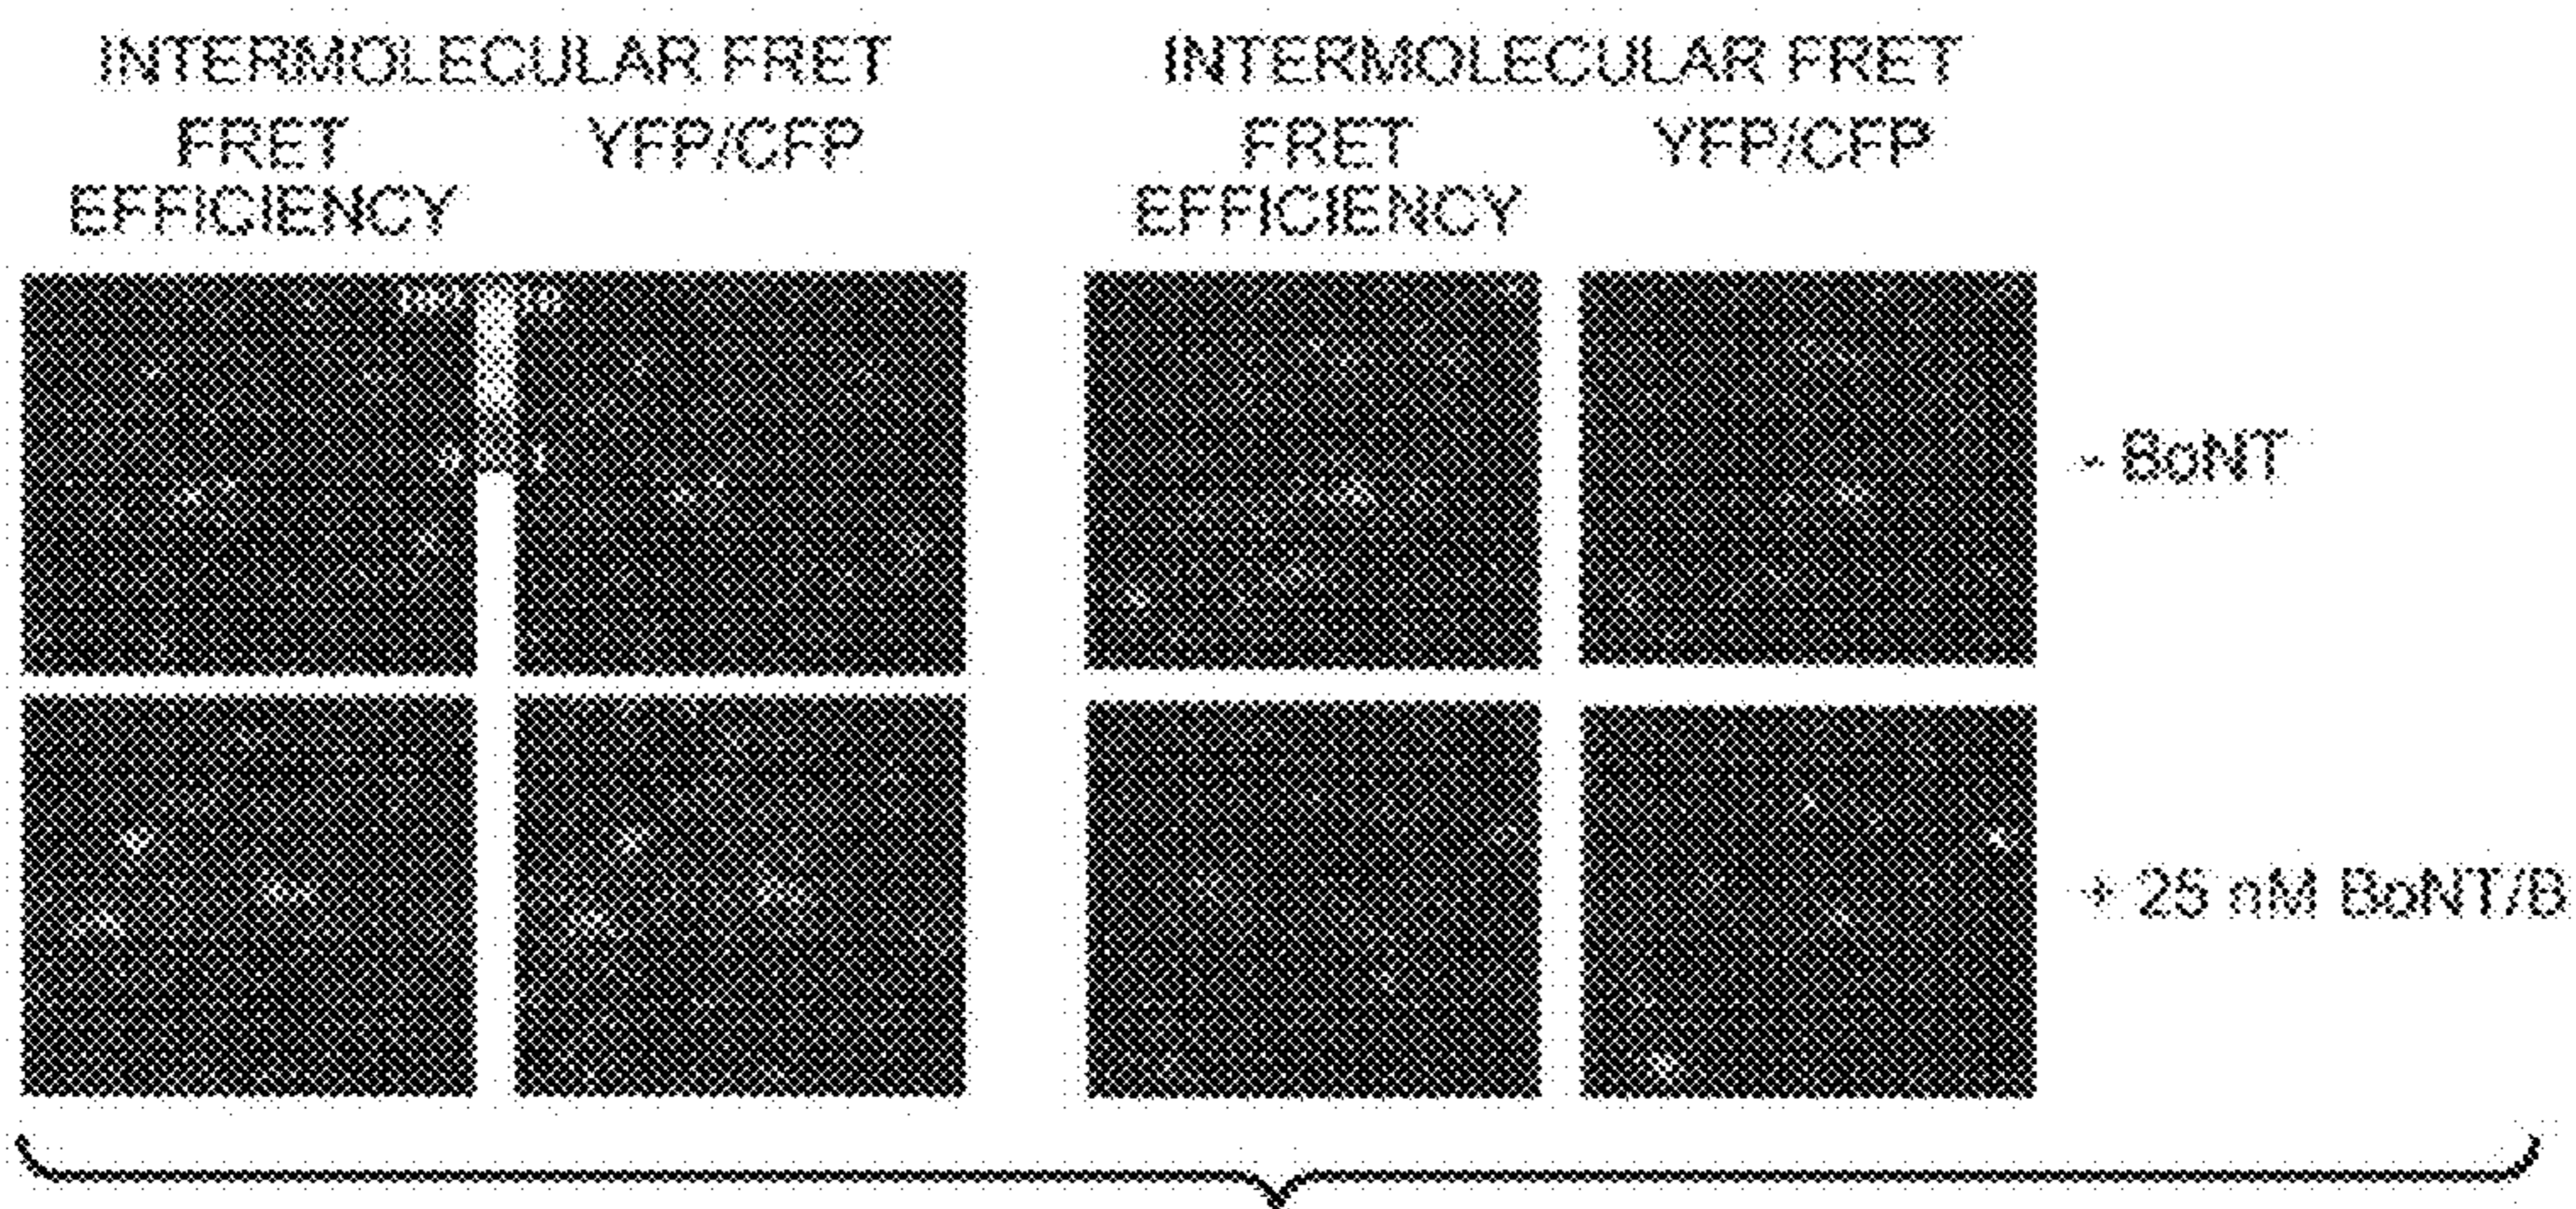 INTERMOLECULAR FRET
FRET EFFICIENCY
YFP/CFP
INTERMOLECULAR FRET
FRET EFFICIENCY
YFP/CFP
- BoNT
+ 25 nM BoNT/B